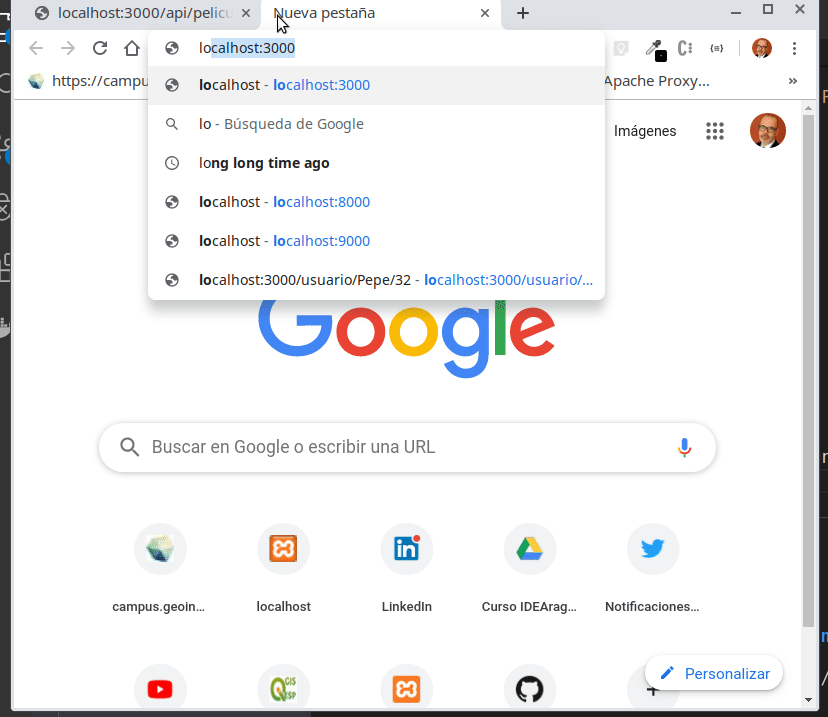 localhost:3000/api/pelicu
Nueva pestaña
localhost:3000
https://campu
Apache Proxy...
»
localhost - localhost:3000
lo - Búsqueda de Google
long long time ago
localhost - localhost:8000
localhost - localhost:9000
localhost:3000/usuario/Pepe/32 - localhost:3000/usuario/...
Imágenes
Google
Buscar en Google o escribir una URL
campus.geoin...
localhost
LinkedIn
Curso IDEArag...
Notificaciones...
Personalizar